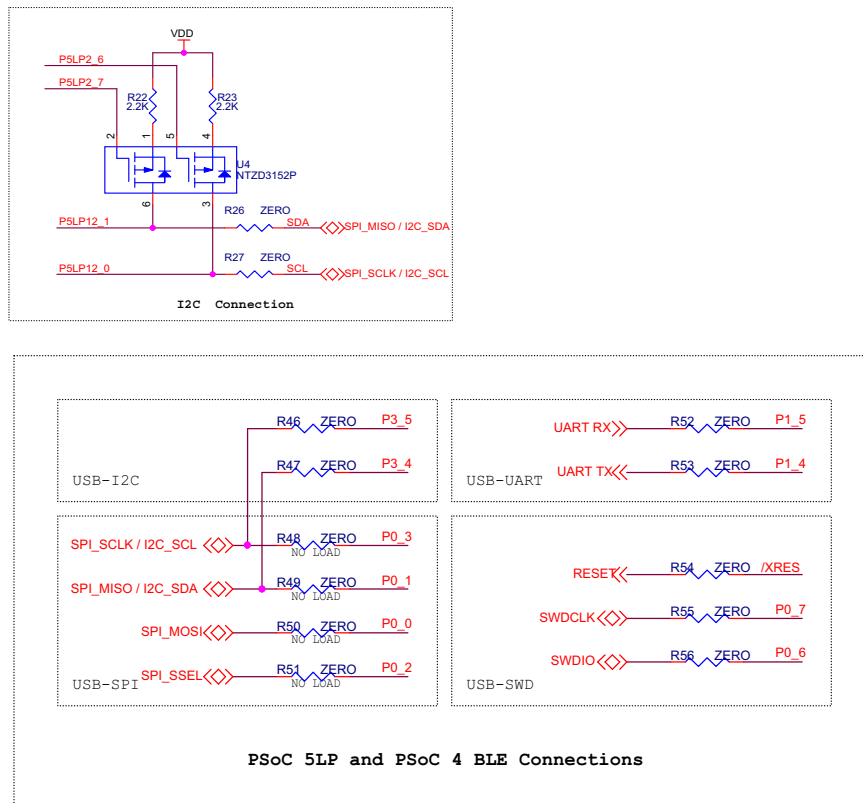 VDD
P5LP2_6
P5LP2_7
R22
2.2K
R23
2.2K
2
1
5
4
U4
NTZD3152P
6
3
P5LP12_1
R26 ZERO
SDA
SPI_MISO / I2C_SDA
P5LP12_0
R27 ZERO
SCL
SPI_SCLK / I2C_SCL
I2C Connection
R46 ZERO P3_5
R47 ZERO P3_4
USB-I2C
UART RX R52 ZERO P1_5
UART TX R53 ZERO P1_4
USB-UART
SPI_SCLK / I2C_SCL R48 ZERO P0_3
NO LOAD
SPI_MISO / I2C_SDA R49 ZERO P0_1
NO LOAD
SPI_MOSI R50 ZERO P0_0
NO LOAD
SPI_SSEL R51 ZERO P0_2
NO LOAD
USB-SPI
RESET R54 ZERO /XRES
SWDCLK R55 ZERO P0_7
SWDIO R56 ZERO P0_6
USB-SWD
PSoC 5LP and PSoC 4 BLE Connections